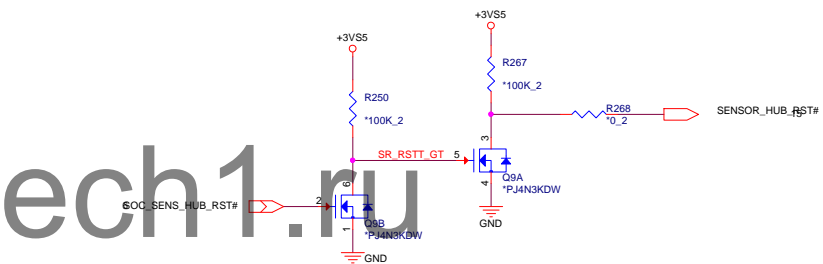 +3VS5
+3VS5
R267
*100K_2
R250
*100K_2
R268
*0_2
SENSOR_HUB_RST#
SR_RSTT_GT
5
3
4
Q9A
*PJ4N3KDW
GND
SOC_SENS_HUB_RST#
2
6
1
Q9B
*PJ4N3KDW
GND
ech1.ru